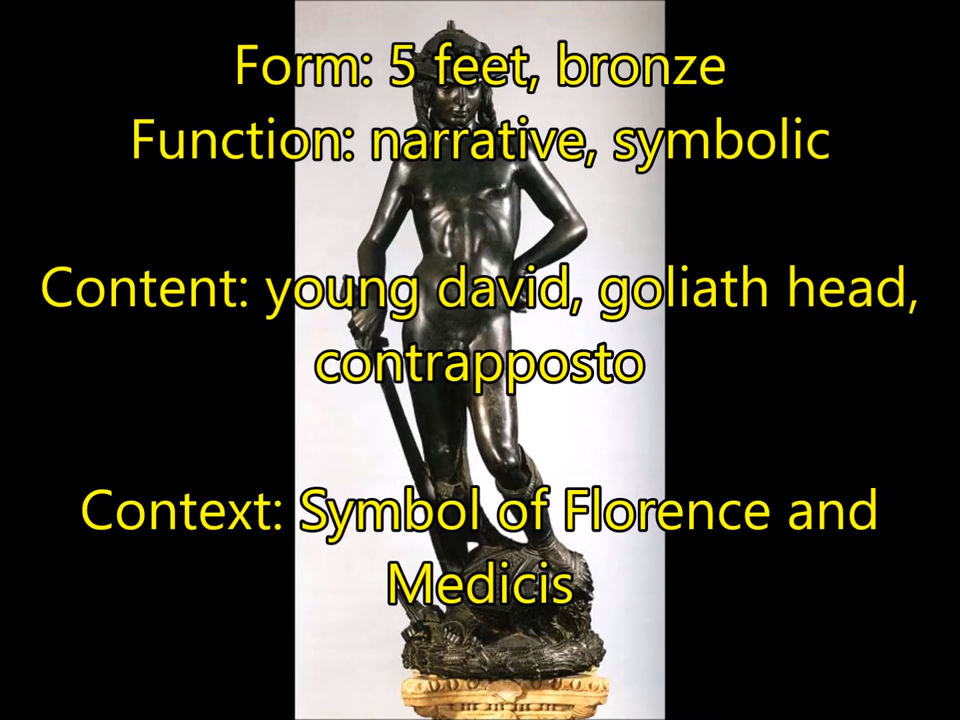 Form: 5 feet, bronze
Function: narrative, symbolic
Content: young david, goliath head,
contrapposto
Context: Symbol of Florence and
Medicis